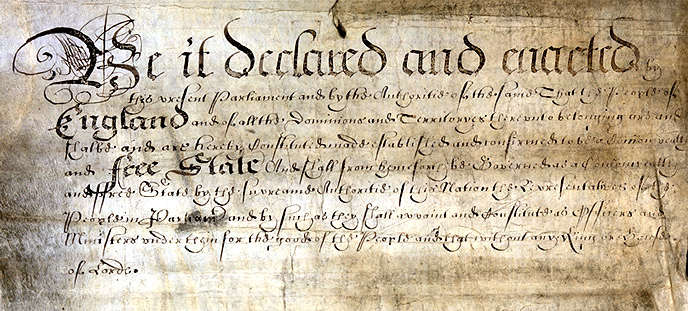 Be it declared and enacted by
this present Parliament and by the Authoritie of the same That the People of
England and of all the Dominions and Territoryes thereunto belonging are and
shall be and are hereby Constituted made established and confirmed to be a Commonwealth
and free State And shall from henceforth be Governed as a Commonwealth
and free State by the supreame Authoritie of this Nation the Representatives of the
People in Parliam and by such as they shall appoint and Constitute as Officers and
Ministers under them for the good of the People and that without any King or House
of Lords.